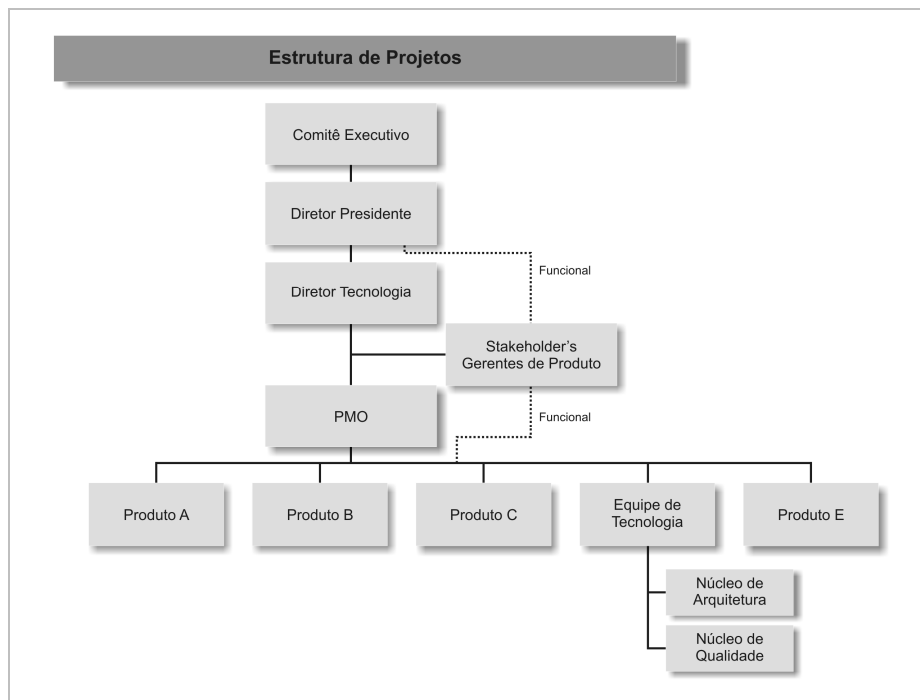 Estrutura de Projetos
Comitê Executivo
Diretor Presidente
Funcional
Diretor Tecnologia
Stakeholder’s
Gerentes de Produto
PMO
Funcional
Produto A
Produto B
Produto C
Equipe de
Tecnologia
Produto E
Núcleo de
Arquitetura
Núcleo de
Qualidade